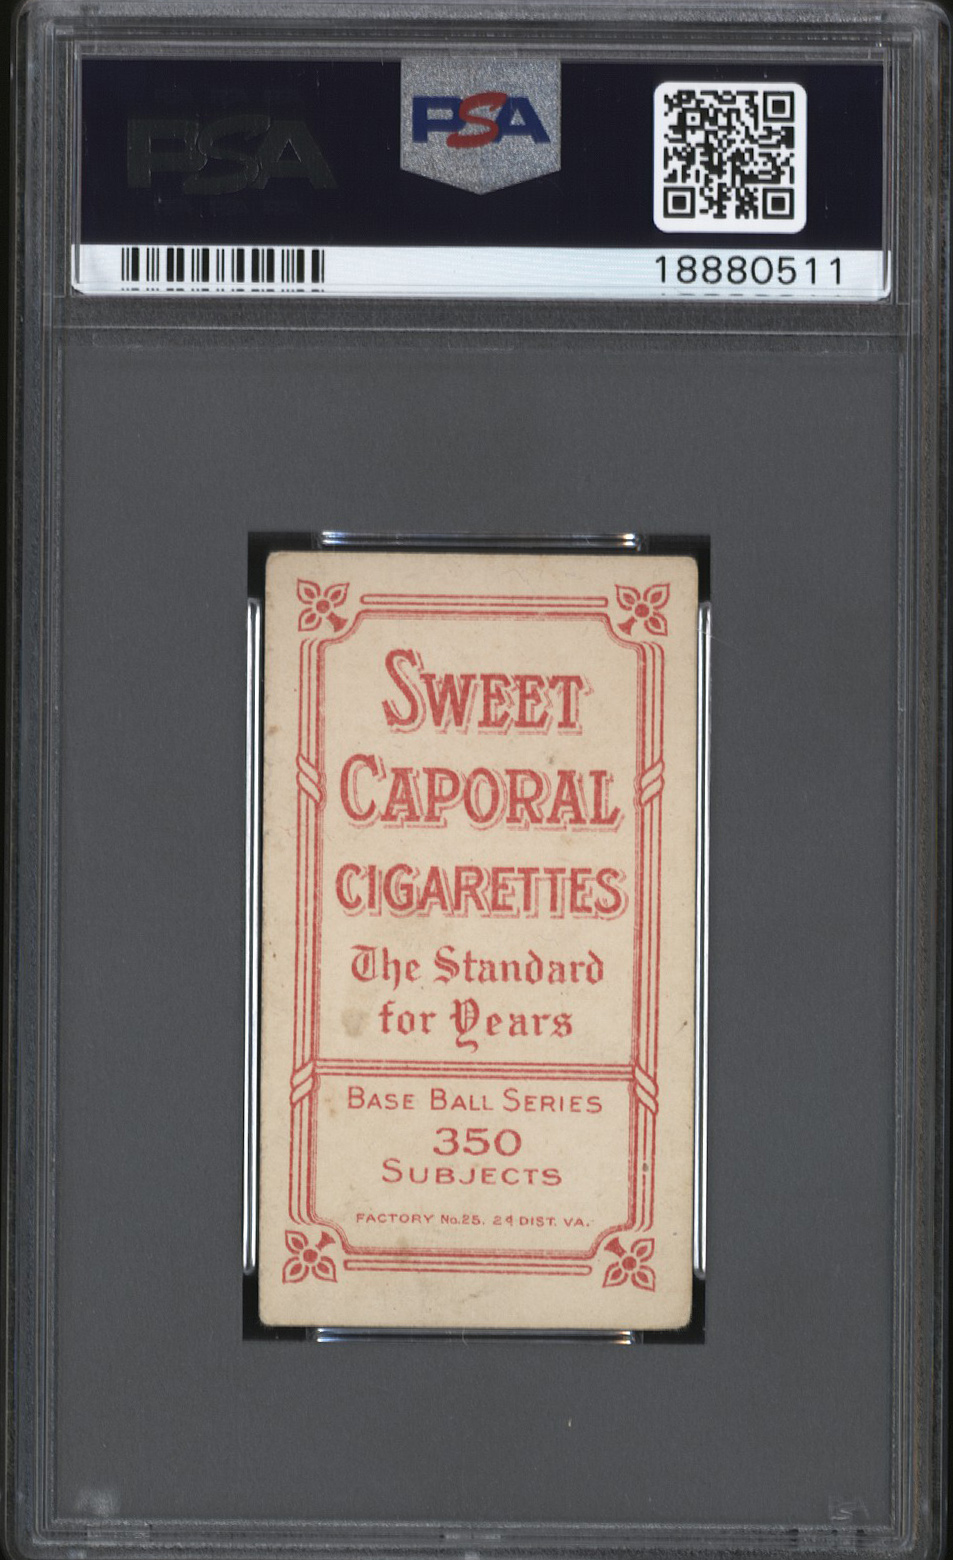 PSA
PSA
18880511
SWEET
CAPORAL
CIGARETTES
The Standard
for Years
BASE BALL SERIES
350
SUBJECTS
FACTORY No. 25. 2d DIST. VA.